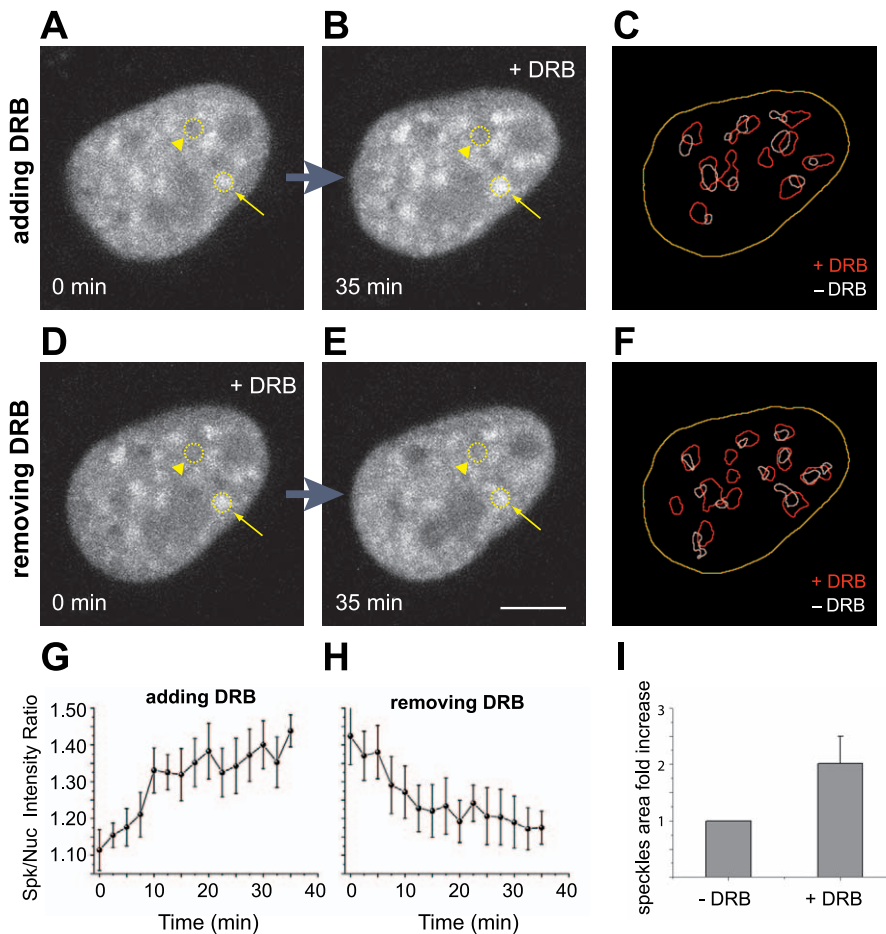 A
B
C
adding DRB
+ DRB
0 min
35 min
+ DRB
– DRB
D
E
F
removing DRB
+ DRB
0 min
35 min
+ DRB
– DRB
G
H
I
adding DRB
removing DRB
Spk/Nuc Intensity Ratio
1.50
1.40
1.30
1.20
1.10
0 10 20 30 40
Time (min)
0 10 20 30 40
Time (min)
speckles area fold increase
3
2
1
- DRB
+ DRB